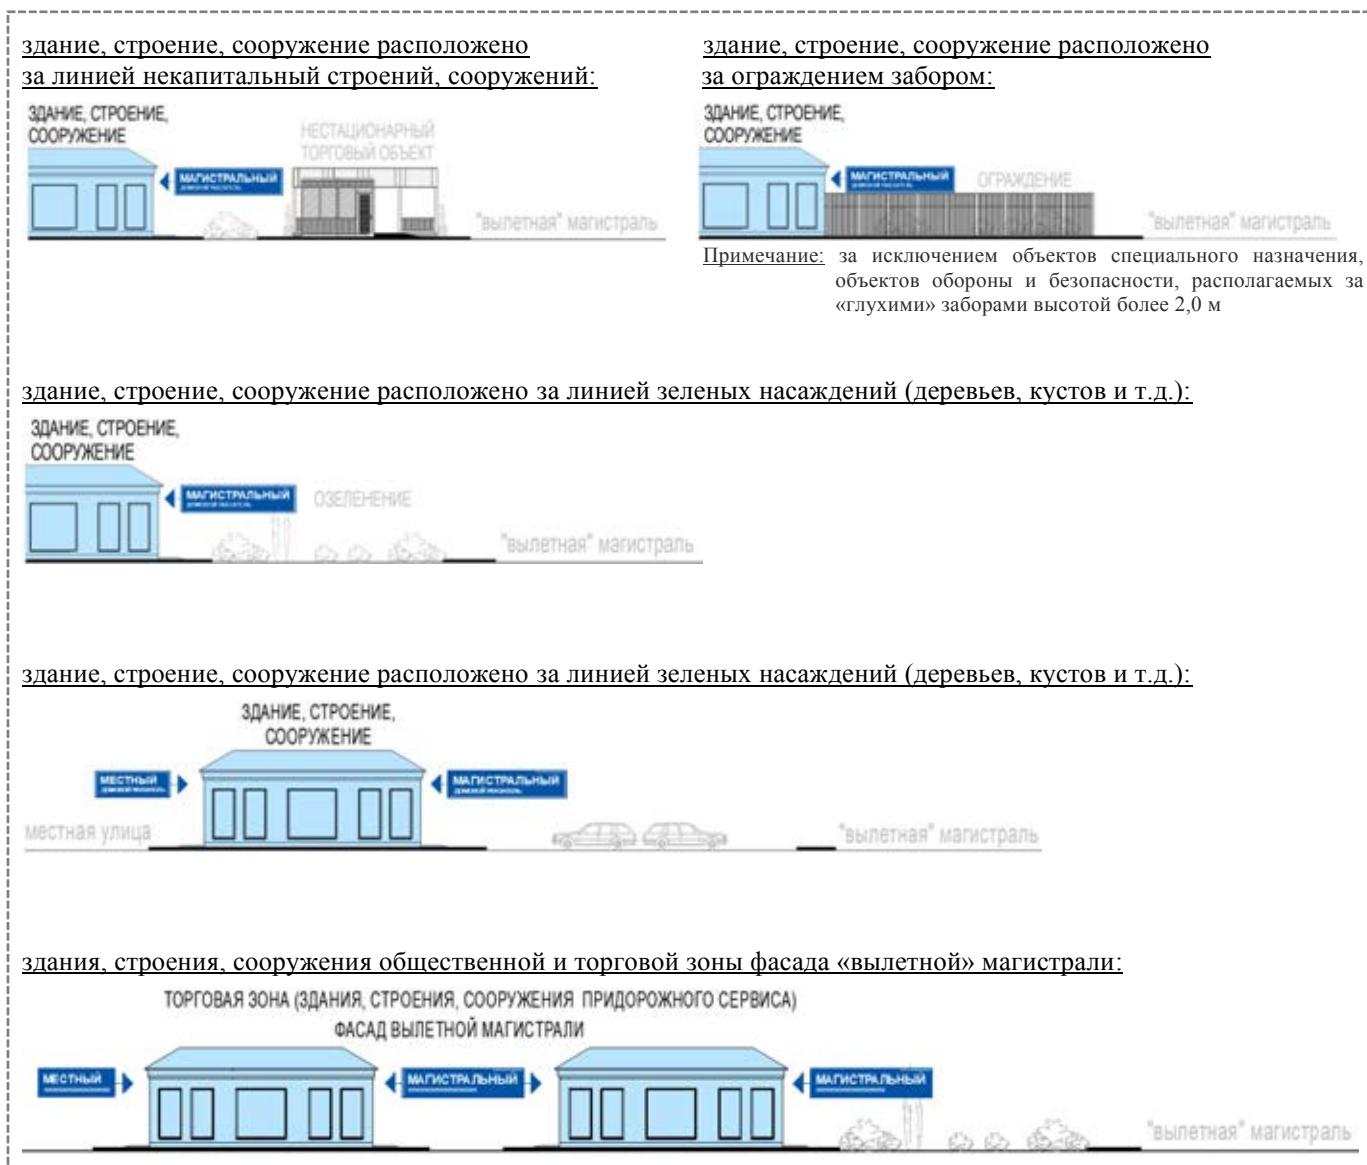 здание, строение, сооружение расположено
за линией некапитальный строений, сооружений:
ЗДАНИЕ, СТРОЕНИЕ,
СООРУЖЕНИЕ
НЕСТАЦИОНАРНЫЙ
ТОРГОВЫЙ ОБЪЕКТ
МАГИСТРАЛЬНЫЙ
"вылетная" магистраль
здание, строение, сооружение расположено
за ограждением забором:
ЗДАНИЕ, СТРОЕНИЕ,
СООРУЖЕНИЕ
МАГИСТРАЛЬНЫЙ
ОГРАЖДЕНИЕ
"вылетная" магистраль
Примечание: за исключением объектов специального назначения,
объектов обороны и безопасности, располагаемых за
«глухими» заборами высотой более 2,0 м
здание, строение, сооружение расположено за линией зеленых насаждений (деревьев, кустов и т.д.):
ЗДАНИЕ, СТРОЕНИЕ,
СООРУЖЕНИЕ
МАГИСТРАЛЬНЫЙ
ОЗЕЛЕНЕНИЕ
"вылетная" магистраль
здание, строение, сооружение расположено за линией зеленых насаждений (деревьев, кустов и т.д.):
ЗДАНИЕ, СТРОЕНИЕ,
СООРУЖЕНИЕ
МЕСТНЫЙ
МАГИСТРАЛЬНЫЙ
местная улица
"вылетная" магистраль
здания, строения, сооружения общественной и торговой зоны фасада «вылетной» магистрали:
ТОРГОВАЯ ЗОНА (ЗДАНИЯ, СТРОЕНИЯ, СООРУЖЕНИЯ ПРИДОРОЖНОГО СЕРВИСА)
ФАСАД ВЫЛЕТНОЙ МАГИСТРАЛИ
МЕСТНЫЙ
МАГИСТРАЛЬНЫЙ
МАГИСТРАЛЬНЫЙ
"вылетная" магистраль